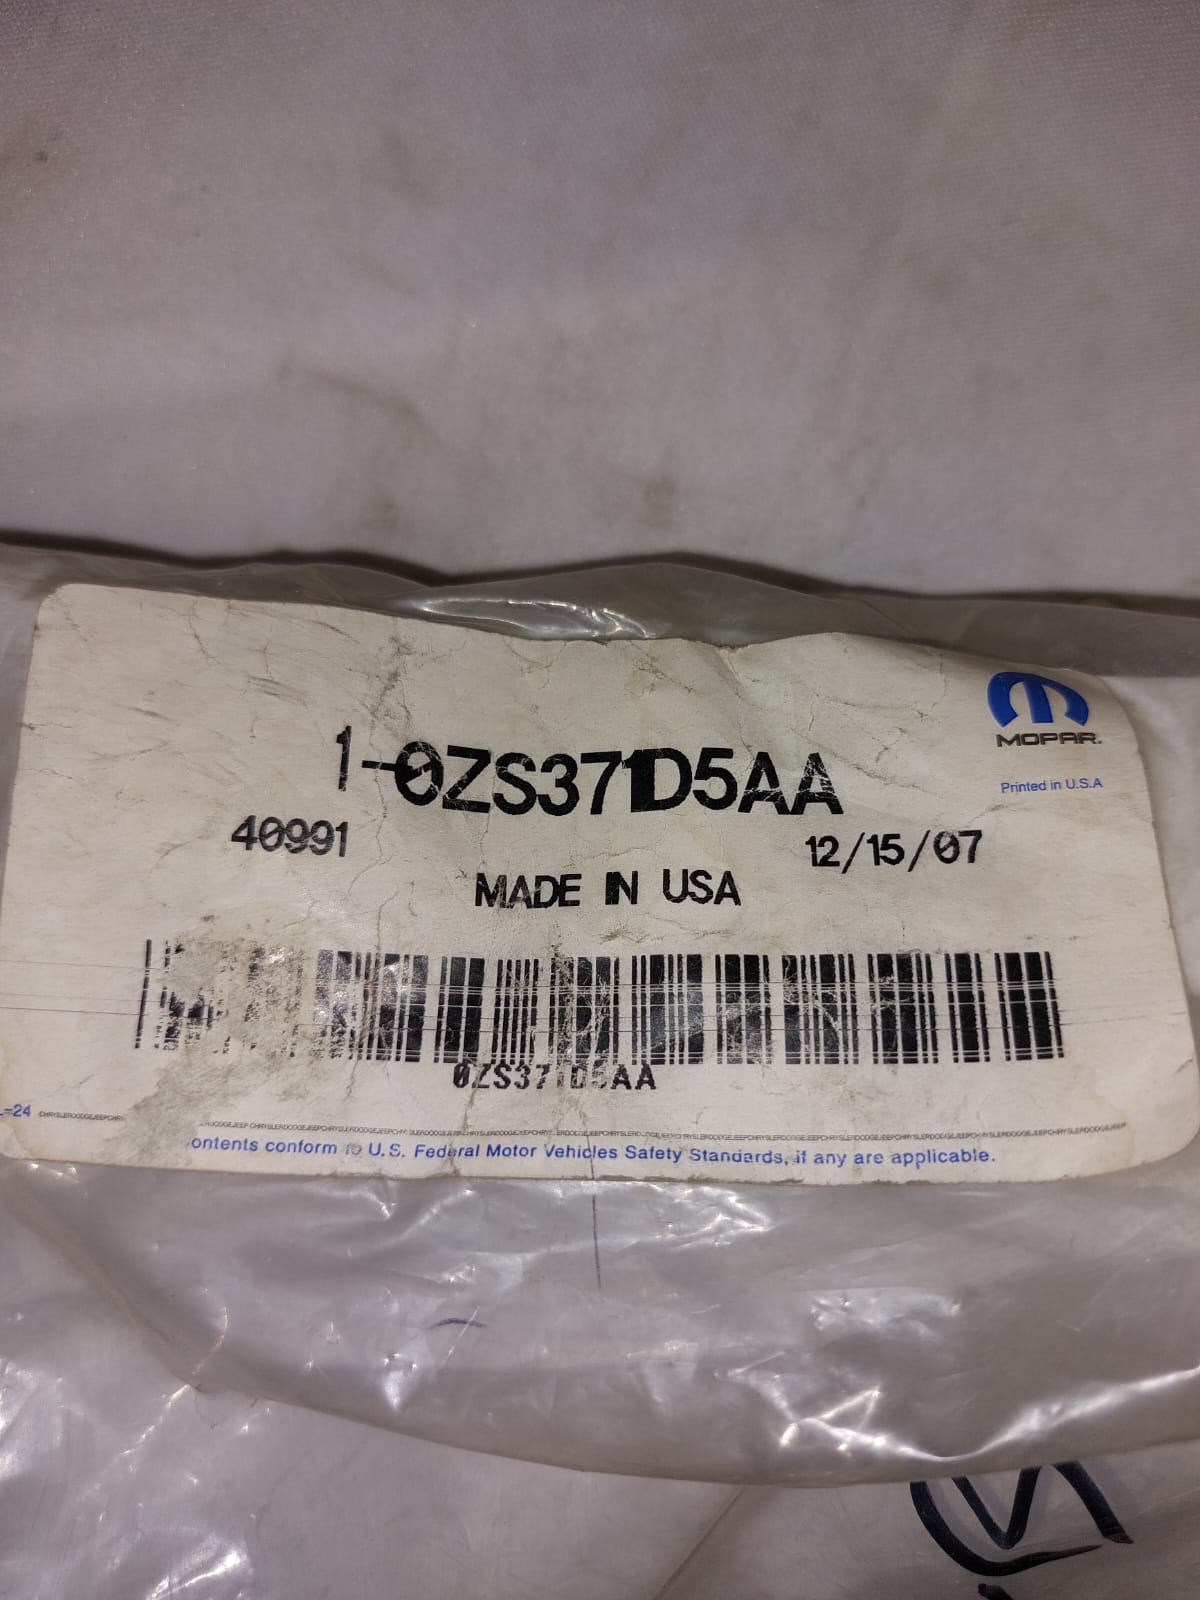 MOPAR.
Printed in U.S.A
1-0ZS371D5AA
40991 12/15/07
MADE IN USA
0ZS371D5AA
L=24
ontents conform to U.S. Federal Motor Vehicles Safety Standards, if any are applicable.